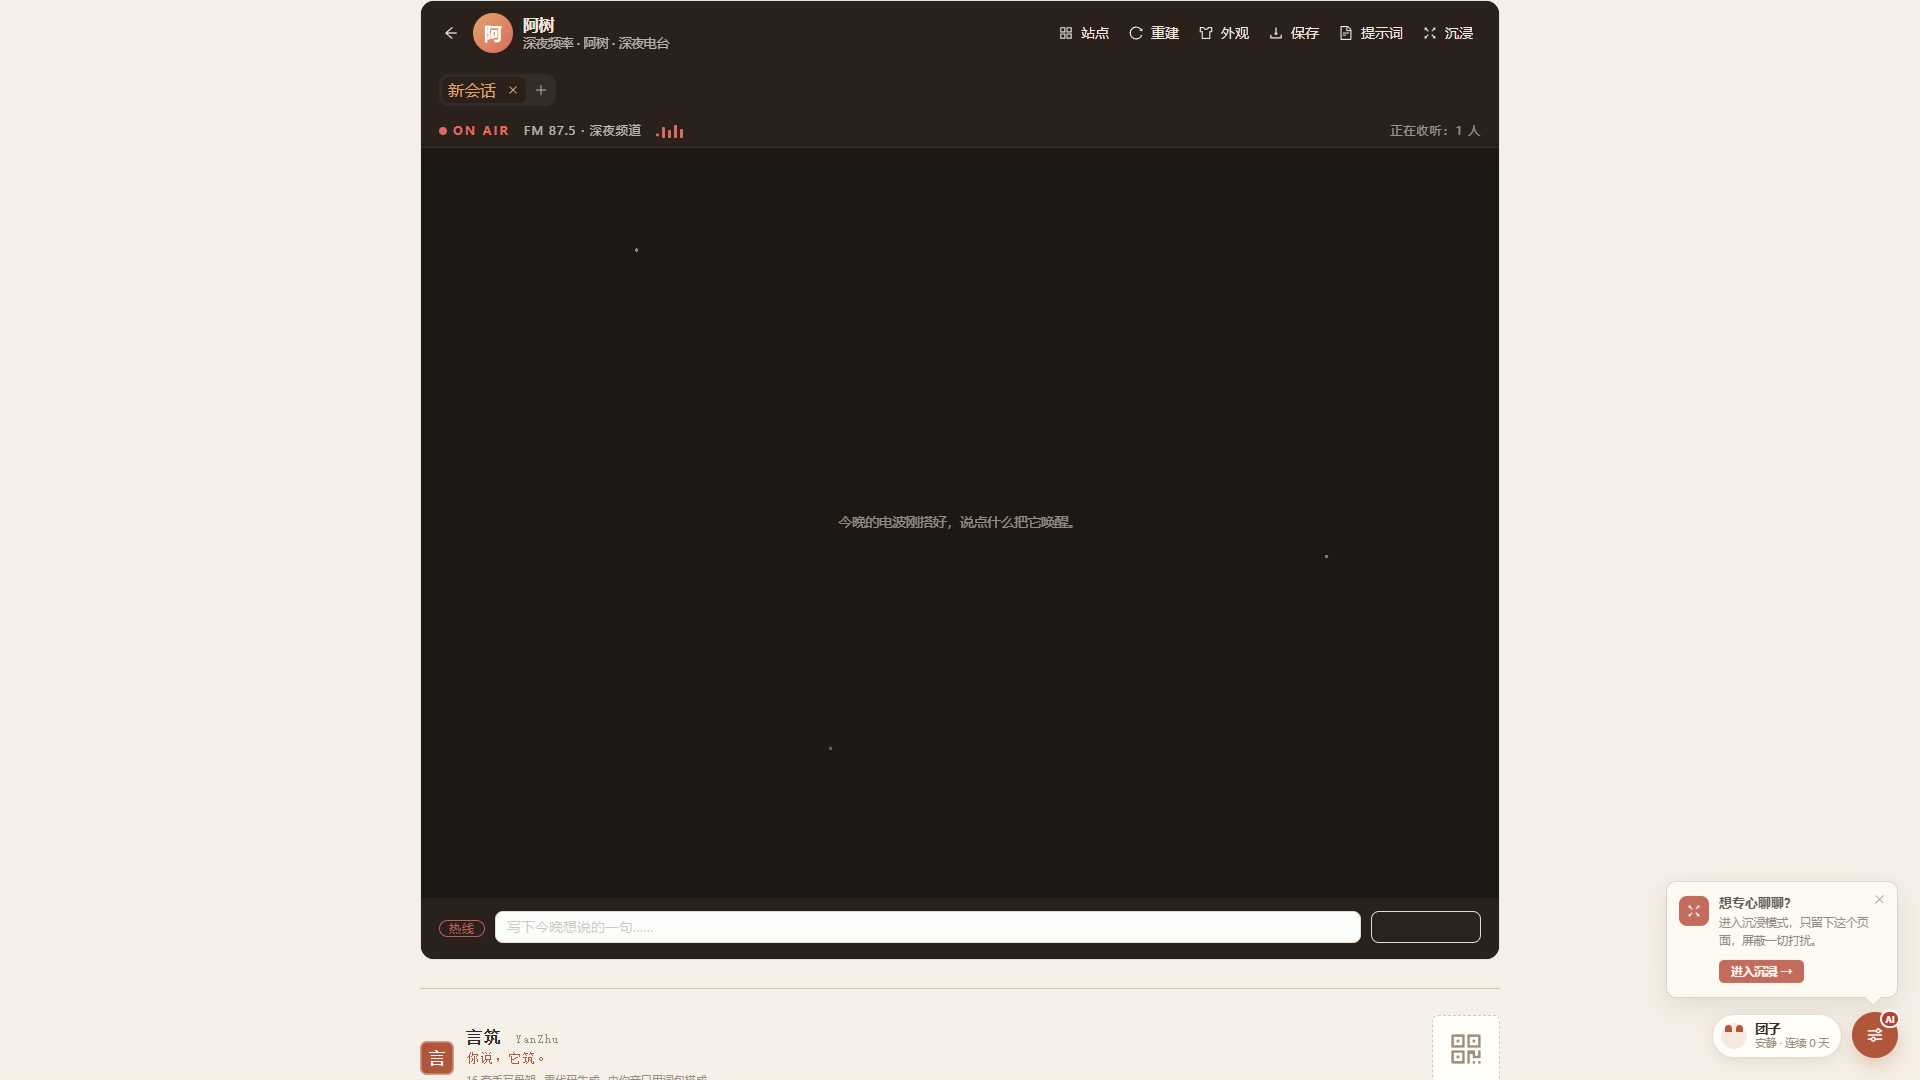 阿
阿树
深夜频率 · 阿树 · 深夜电台
站点
重建
外观
保存
提示词
沉浸
新会话
ON AIR
FM 87.5 · 深夜频道
正在收听：1 人
今晚的电波刚搭好，说点什么把它唤醒。
热线
写下今晚想说的一句……
想专心聊聊？
进入沉浸模式，只留下这个页
面，屏蔽一切打扰。
进入沉浸 →
团子
安静 · 连续 0 天
AI
言
言筑
YanZhu
你说，它筑。